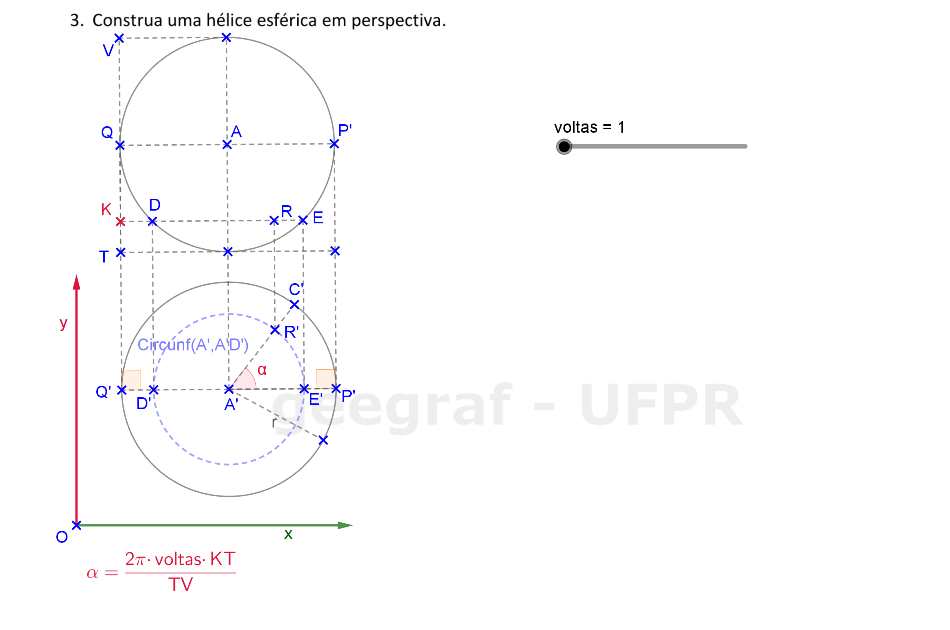 3. Construa uma hélice esférica em perspectiva.
V
voltas = 1
Q
A
P'
K
D
R
E
T
C'
y
R'
Circunf(A',A'D')
α
Q'
D'
A'
E'
P'
geegraf - UFPR
r
O
x
α = 2π · voltas · KT / TV